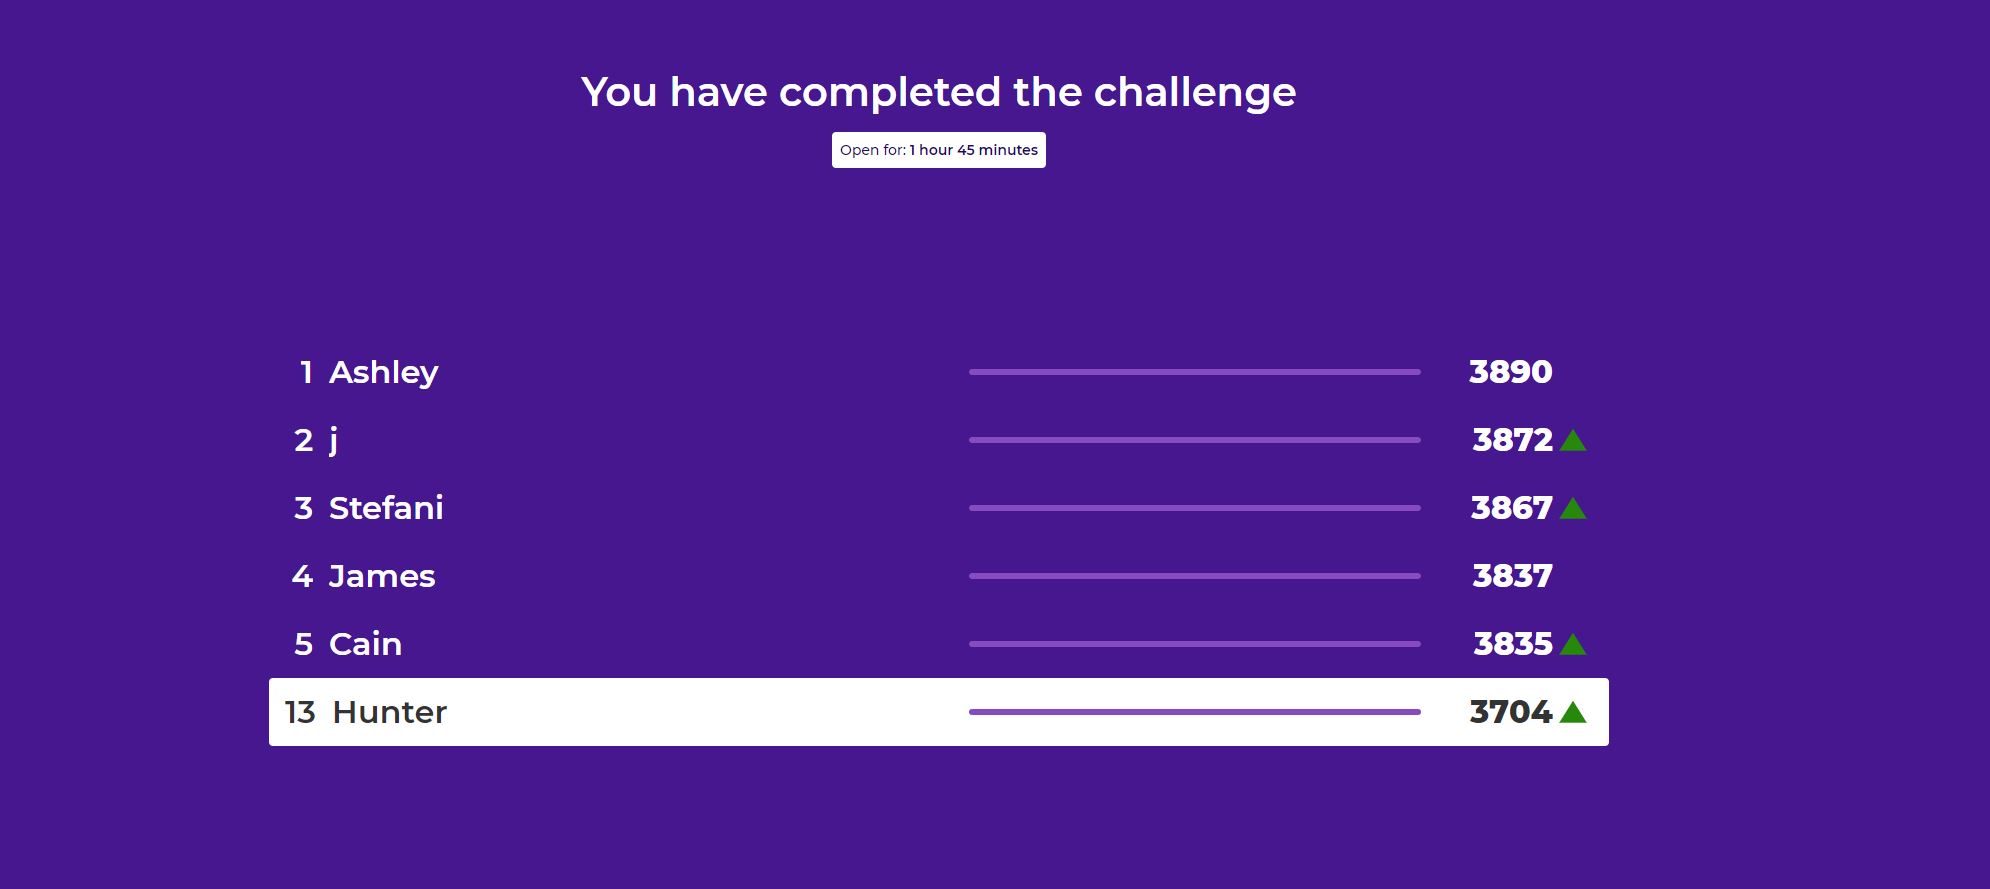 You have completed the challenge
Open for: 1 hour 45 minutes
1 Ashley 3890
2 j 3872
3 Stefani 3867
4 James 3837
5 Cain 3835
13 Hunter 3704